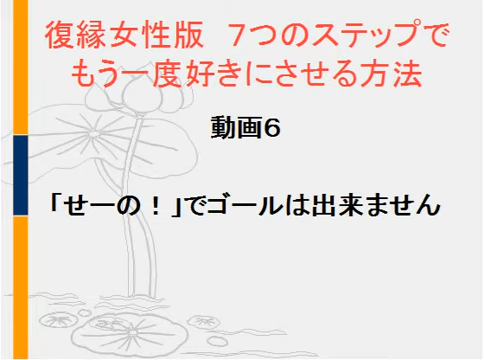 復縁女性版　７つのステップで
もう一度好きにさせる方法
動画６
「せーの！」でゴールは出来ません